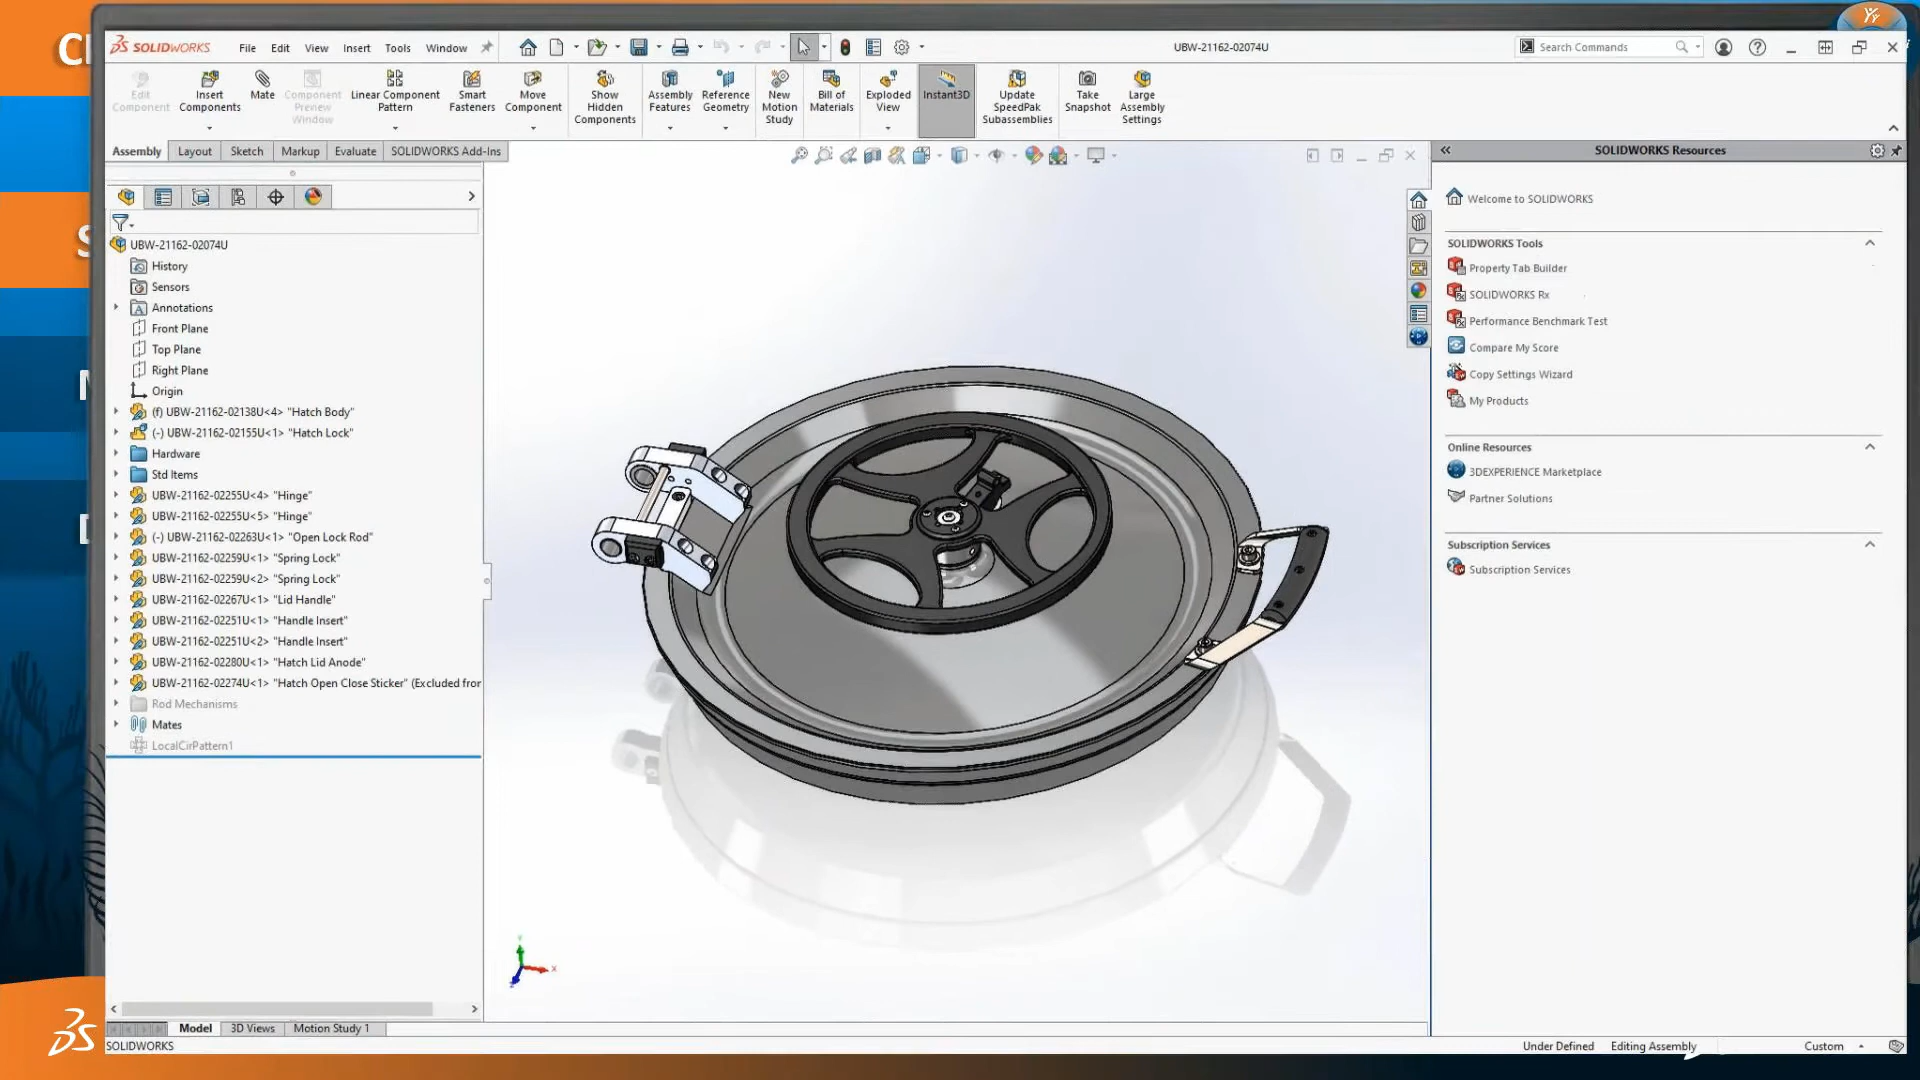 SOLIDWORKS
File Edit View Insert Tools Window
UBW-21162-02074U
Search Commands
Edit Component
Insert Components
Mate
Component Preview Window
Linear Component Pattern
Smart Fasteners
Move Component
Show Hidden Components
Assembly Features
Reference Geometry
New Motion Study
Bill of Materials
Exploded View
Instant3D
Update SpeedPak Subassemblies
Take Snapshot
Large Assembly Settings
Assembly Layout Sketch Markup Evaluate SOLIDWORKS Add-Ins
UBW-21162-02074U
History
Sensors
Annotations
Front Plane
Top Plane
Right Plane
Origin
(f) UBW-21162-02138U<4> "Hatch Body"
(-) UBW-21162-02155U<1> "Hatch Lock"
Hardware
Std Items
UBW-21162-02255U<4> "Hinge"
UBW-21162-02255U<5> "Hinge"
(-) UBW-21162-02263U<1> "Open Lock Rod"
UBW-21162-02259U<1> "Spring Lock"
UBW-21162-02259U<2> "Spring Lock"
UBW-21162-02267U<1> "Lid Handle"
UBW-21162-02251U<1> "Handle Insert"
UBW-21162-02251U<2> "Handle Insert"
UBW-21162-02280U<1> "Hatch Lid Anode"
UBW-21162-02274U<1> "Hatch Open Close Sticker" (Excluded fror
Rod Mechanisms
Mates
LocalCirPattern1
SOLIDWORKS Resources
Welcome to SOLIDWORKS
SOLIDWORKS Tools
Property Tab Builder
SOLIDWORKS Rx
Performance Benchmark Test
Compare My Score
Copy Settings Wizard
My Products
Online Resources
3DEXPERIENCE Marketplace
Partner Solutions
Subscription Services
Subscription Services
Model 3D Views Motion Study 1
SOLIDWORKS
Under Defined Editing Assembly Custom